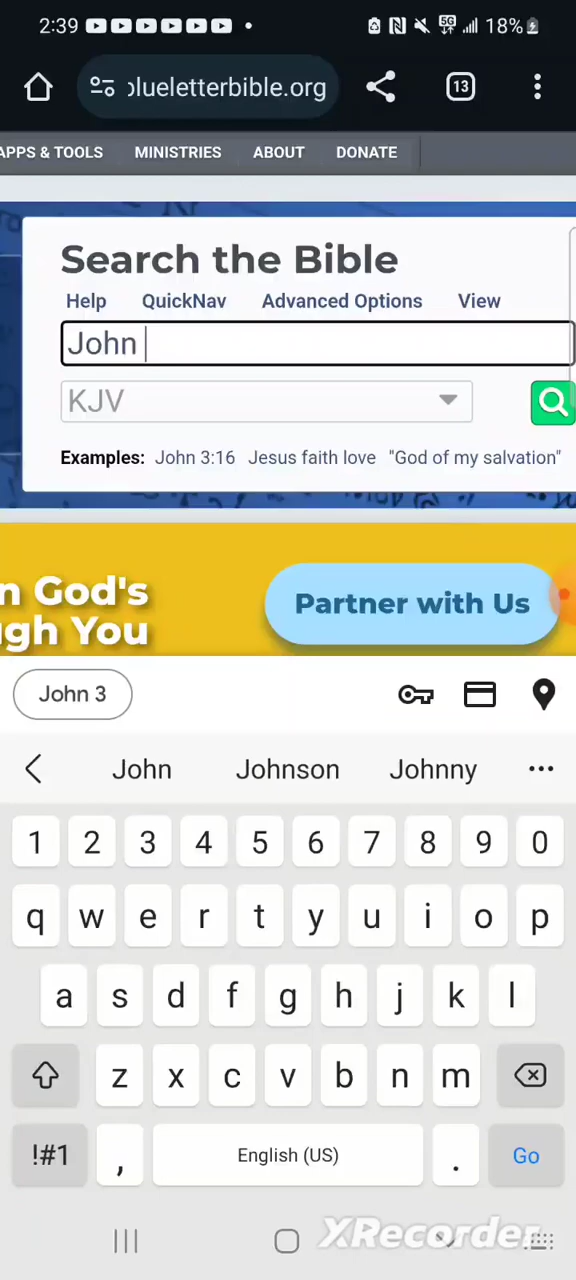 2:39 5G 18%
blueletterbible.org 13
APPS & TOOLS MINISTRIES ABOUT DONATE
Search the Bible
Help QuickNav Advanced Options View
John
KJV
Examples: John 3:16 Jesus faith love "God of my salvation"
n God's
ugh You
Partner with Us
John 3
John Johnson Johnny ...
1 2 3 4 5 6 7 8 9 0
q w e r t y u i o p
a s d f g h j k l
z x c v b n m
!#1 , English (US) . Go
XRecorder